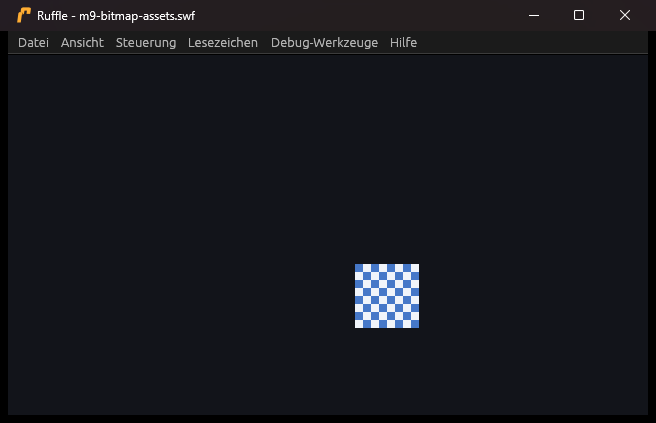 Ruffle - m9-bitmap-assets.swf
Datei Ansicht Steuerung Lesezeichen Debug-Werkzeuge Hilfe